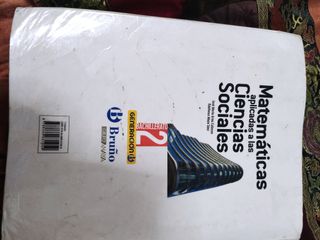 Matemáticas
aplicadas a las
Ciencias
Sociales
BACHILLERATO
2
GENERACIÓN B
Bruño